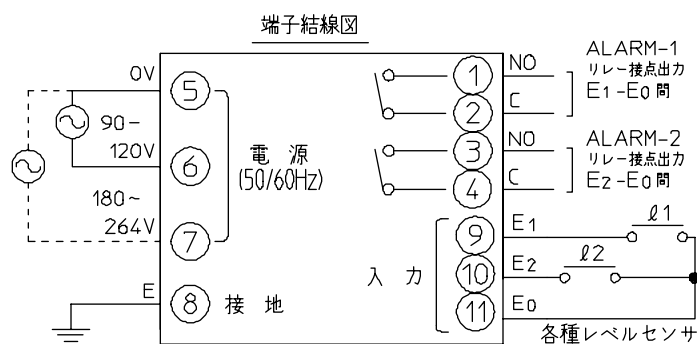 端子結線図
0V
90-
120V
180~
264V
E
⑤
⑥
⑦
⑧
電源
(50/60Hz)
接地
①
②
③
④
⑨
⑩
⑪
入力
NO
C
NO
C
E1
E2
E0
ALARM-1
リレー接点出力
E1-E0間
ALARM-2
リレー接点出力
E2-E0間
ℓ1
ℓ2
各種レベルセンサ